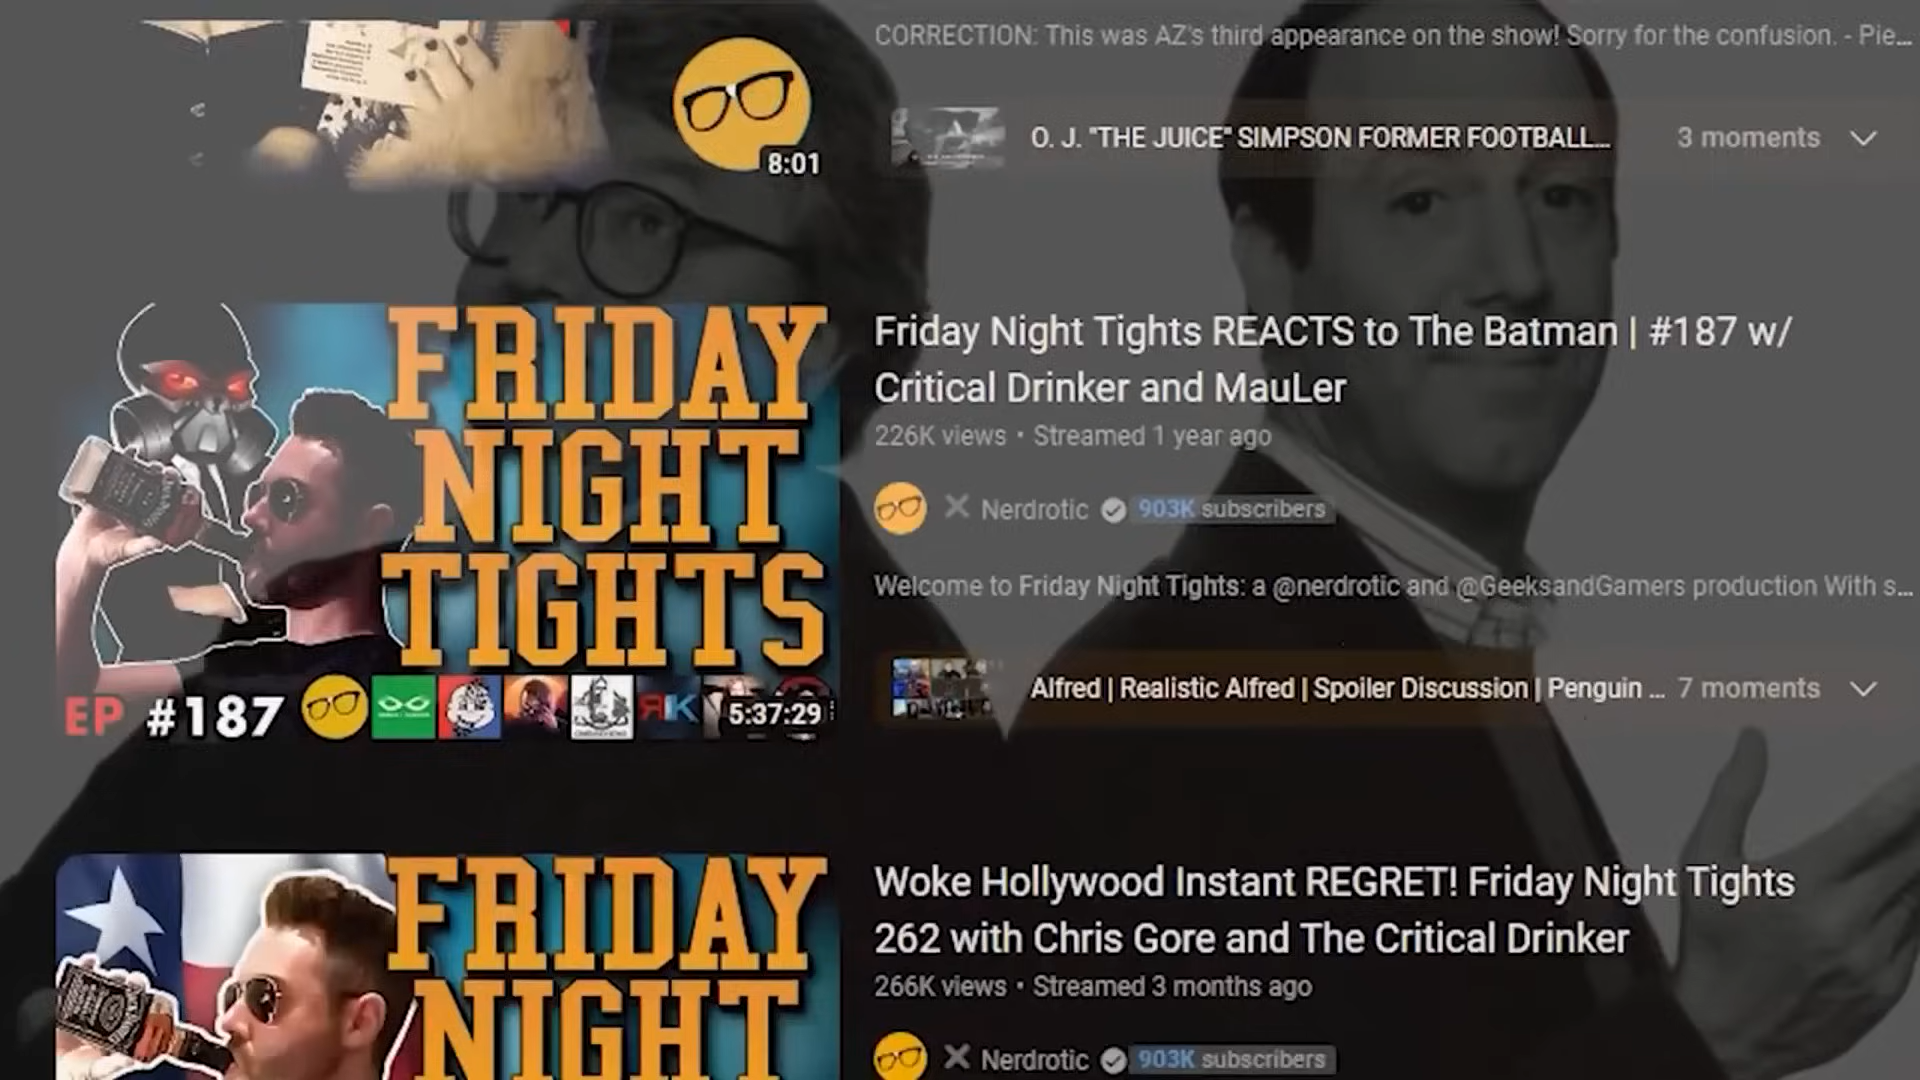 CORRECTION: This was AZ's third appearance on the show! Sorry for the confusion. - Pie...
8:01
O. J. "THE JUICE" SIMPSON FORMER FOOTBALL...
3 moments
FRIDAY
NIGHT
TIGHTS
EP #187
RK
5:37:29
Friday Night Tights REACTS to The Batman | #187 w/
Critical Drinker and MauLer
226K views • Streamed 1 year ago
Nerdrotic 903K subscribers
Welcome to Friday Night Tights: a @nerdrotic and @GeeksandGamers production With s...
Alfred | Realistic Alfred | Spoiler Discussion | Penguin ...
7 moments
FRIDAY
NIGHT
Woke Hollywood Instant REGRET! Friday Night Tights
262 with Chris Gore and The Critical Drinker
266K views • Streamed 3 months ago
Nerdrotic 903K subscribers